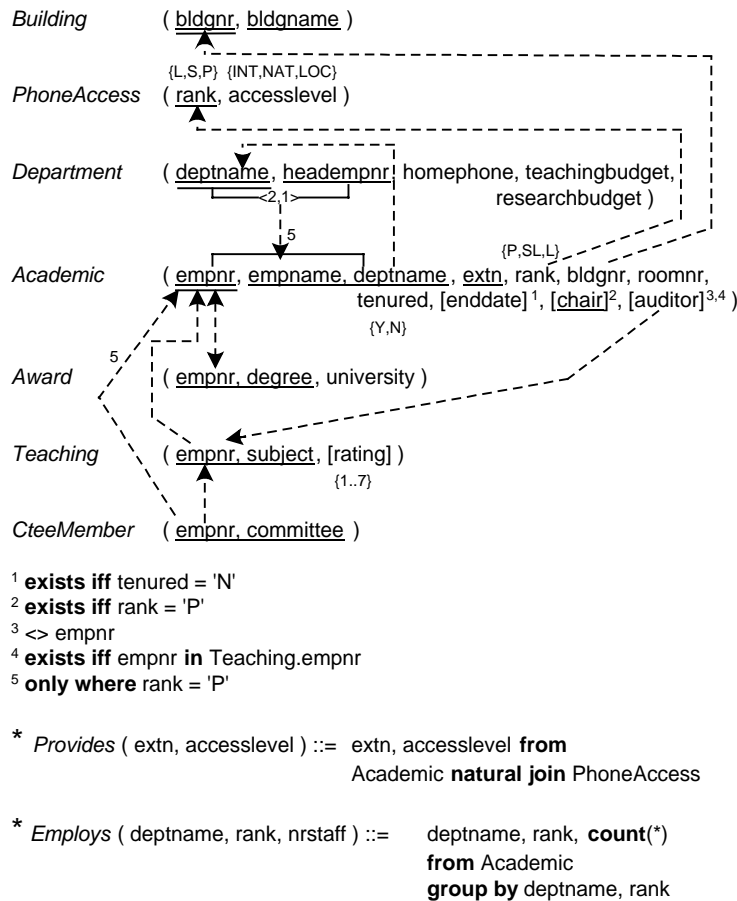 Building ( bldgnr, bldgname )
{L,S,P} {INT,NAT,LOC}
PhoneAccess ( rank, accesslevel )
Department ( deptname, headempnr, homephone, teachingbudget,
researchbudget )
<2,1>
5
{P,SL,L}
Academic ( empnr, empname, deptname, extn, rank, bldgnr, roomnr,
tenured, [enddate]1, [chair]2, [auditor]3,4 )
{Y,N}
5
Award ( empnr, degree, university )
Teaching ( empnr, subject, [rating] )
{1..7}
CteeMember ( empnr, committee )
1 exists iff tenured = 'N'
2 exists iff rank = 'P'
3 <> empnr
4 exists iff empnr in Teaching.empnr
5 only where rank = 'P'
* Provides ( extn, accesslevel ) ::= extn, accesslevel from
Academic natural join PhoneAccess
* Employs ( deptname, rank, nrstaff ) ::= deptname, rank, count(*)
from Academic
group by deptname, rank